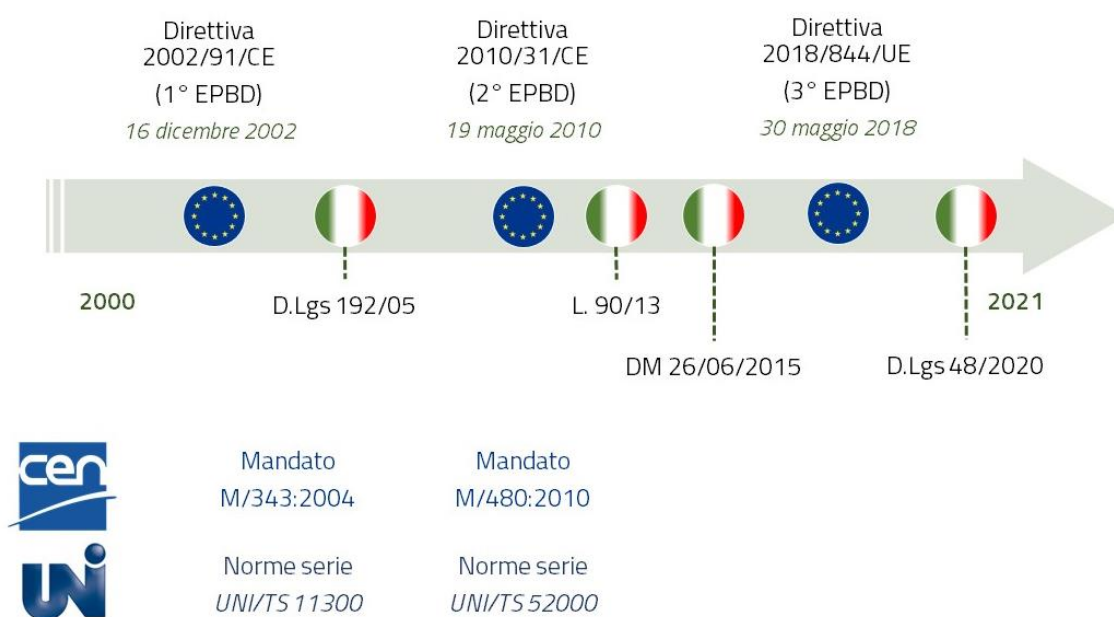 Direttiva
2002/91/CE
(1° EPBD)
16 dicembre 2002
Direttiva
2010/31/CE
(2° EPBD)
19 maggio 2010
Direttiva
2018/844/UE
(3° EPBD)
30 maggio 2018
2000
D.Lgs 192/05
L. 90/13
2021
DM 26/06/2015
D.Lgs 48/2020
cen
Mandato
M/343:2004
Mandato
M/480:2010
UNI
Norme serie
UNI/TS 11300
Norme serie
UNI/TS 52000